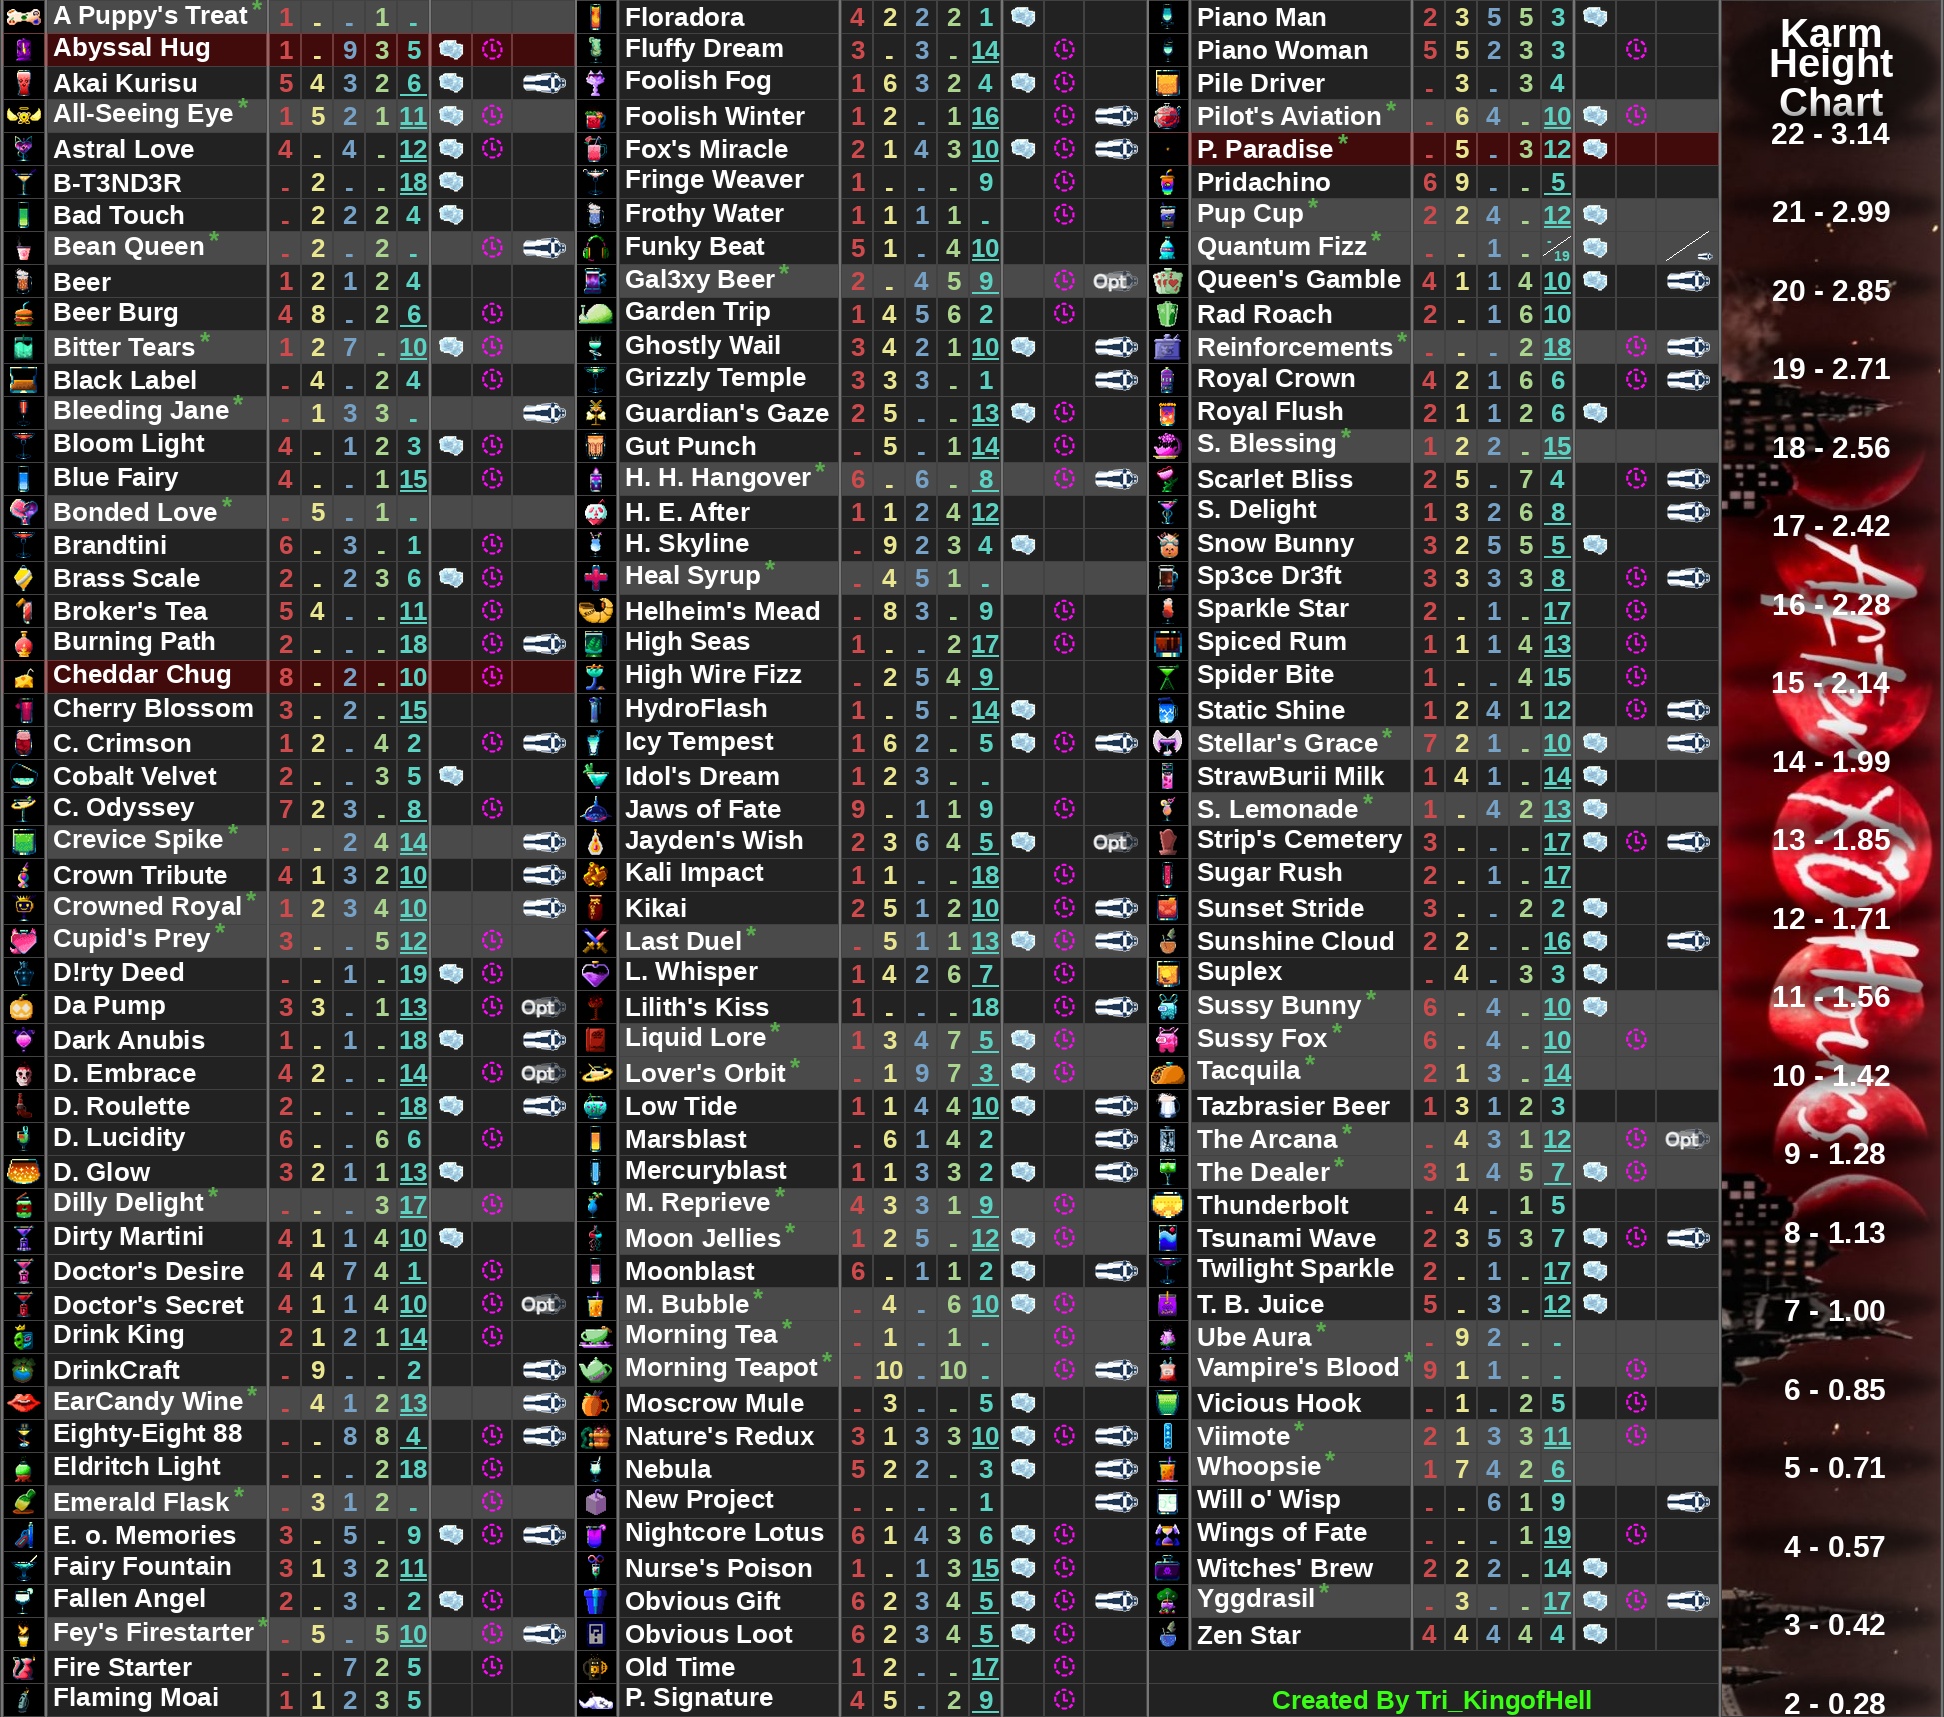 A Puppy's Treat * 1 - - 1 -
Abyssal Hug 1 - 9 3 5
Akai Kurisu 5 4 3 2 6
All-Seeing Eye * 1 5 2 1 11
Astral Love 4 - 4 - 12
B-T3ND3R - 2 - - 18
Bad Touch - 2 2 2 4
Bean Queen * - 2 - 2 -
Beer 1 2 1 2 4
Beer Burg 4 8 - 2 6
Bitter Tears * 1 2 7 - 10
Black Label - 4 - 2 4
Bleeding Jane * - 1 3 3 -
Bloom Light 4 - 1 2 3
Blue Fairy 4 - - 1 15
Bonded Love * - 5 - 1 -
Brandtini 6 - 3 - 1
Brass Scale 2 - 2 3 6
Broker's Tea 5 4 - - 11
Burning Path 2 - - - 18
Cheddar Chug 8 - 2 - 10
Cherry Blossom 3 - 2 - 15
C. Crimson 1 2 - 4 2
Cobalt Velvet 2 - - 3 5
C. Odyssey 7 2 3 - 8
Crevice Spike * - - 2 4 14
Crown Tribute 4 1 3 2 10
Crowned Royal * 1 2 3 4 10
Cupid's Prey * 3 - - 5 12
D!rty Deed - - 1 - 19
Da Pump 3 3 - 1 13 Opt
Dark Anubis 1 - 1 - 18
D. Embrace 4 2 - - 14 Opt
D. Roulette 2 - - - 18
D. Lucidity 6 - - 6 6
D. Glow 3 2 1 1 13
Dilly Delight * - - - 3 17
Dirty Martini 4 1 1 4 10
Doctor's Desire 4 4 7 4 1
Doctor's Secret 4 1 1 4 10 Opt
Drink King 2 1 2 1 14
DrinkCraft - 9 - - 2
EarCandy Wine * - 4 1 2 13
Eighty-Eight 88 - - 8 8 4
Eldritch Light - - - 2 18
Emerald Flask * - 3 1 2 -
E. o. Memories 3 - 5 - 9
Fairy Fountain 3 1 3 2 11
Fallen Angel 2 - 3 - 2
Fey's Firestarter * - 5 - 5 10
Fire Starter - - 7 2 5
Flaming Moai 1 1 2 3 5
Floradora 4 2 2 2 1
Fluffy Dream 3 - 3 - 14
Foolish Fog 1 6 3 2 4
Foolish Winter 1 2 - 1 16
Fox's Miracle 2 1 4 3 10
Fringe Weaver 1 - - - 9
Frothy Water 1 1 1 1 -
Funky Beat 5 1 - 4 10
Gal3xy Beer * 2 - 4 5 9 Opt
Garden Trip 1 4 5 6 2
Ghostly Wail 3 4 2 1 10
Grizzly Temple 3 3 3 - 1
Guardian's Gaze 2 5 - - 13
Gut Punch - 5 - 1 14
H. H. Hangover * 6 - 6 - 8
H. E. After 1 1 2 4 12
H. Skyline - 9 2 3 4
Heal Syrup * - 4 5 1 -
Helheim's Mead - 8 3 - 9
High Seas 1 - - 2 17
High Wire Fizz - 2 5 4 9
HydroFlash 1 - 5 - 14
Icy Tempest 1 6 2 - 5
Idol's Dream 1 2 3 - -
Jaws of Fate 9 - 1 1 9
Jayden's Wish 2 3 6 4 5 Opt
Kali Impact 1 1 - - 18
Kikai 2 5 1 2 10
Last Duel * - 5 1 1 13
L. Whisper 1 4 2 6 7
Lilith's Kiss 1 - - - 18
Liquid Lore * 1 3 4 7 5
Lover's Orbit * - 1 9 7 3
Low Tide 1 1 4 4 10
Marsblast - 6 1 4 2
Mercuryblast 1 1 3 3 2
M. Reprieve * 4 3 3 1 9
Moon Jellies * 1 2 5 - 12
Moonblast 6 - 1 1 2
M. Bubble * - 4 - 6 10
Morning Tea * - 1 - 1 -
Morning Teapot * - 10 - 10 -
Moscrow Mule - 3 - - 5
Nature's Redux 3 1 3 3 10
Nebula 5 2 2 - 3
New Project - - - - 1
Nightcore Lotus 6 1 4 3 6
Nurse's Poison 1 - 1 3 15
Obvious Gift 6 2 3 4 5
Obvious Loot 6 2 3 4 5
Old Time 1 2 - - 17
P. Signature 4 5 - 2 9
Piano Man 2 3 5 5 3
Piano Woman 5 5 2 3 3
Pile Driver - 3 - 3 4
Pilot's Aviation * - 6 4 - 10
P. Paradise * - 5 - 3 12
Pridachino 6 9 - - 5
Pup Cup * 2 2 4 - 12
Quantum Fizz * - - 1 - -/19
Queen's Gamble 4 1 1 4 10
Rad Roach 2 - 1 6 10
Reinforcements * - - - 2 18
Royal Crown 4 2 1 6 6
Royal Flush 2 1 1 2 6
S. Blessing * 1 2 2 - 15
Scarlet Bliss 2 5 - 7 4
S. Delight 1 3 2 6 8
Snow Bunny 3 2 5 5 5
Sp3ce Dr3ft 3 3 3 3 8
Sparkle Star 2 - 1 - 17
Spiced Rum 1 1 1 4 13
Spider Bite 1 - - 4 15
Static Shine 1 2 4 1 12
Stellar's Grace * 7 2 1 - 10
StrawBurii Milk 1 4 1 - 14
S. Lemonade * 1 - 4 2 13
Strip's Cemetery 3 - - - 17
Sugar Rush 2 - 1 - 17
Sunset Stride 3 - - 2 2
Sunshine Cloud 2 2 - - 16
Suplex - 4 - 3 3
Sussy Bunny * 6 - 4 - 10
Sussy Fox * 6 - 4 - 10
Tacquila * 2 1 3 - 14
Tazbrasier Beer 1 3 1 2 3
The Arcana * - 4 3 1 12 Opt
The Dealer * 3 1 4 5 7
Thunderbolt - 4 - 1 5
Tsunami Wave 2 3 5 3 7
Twilight Sparkle 2 - 1 - 17
T. B. Juice 5 - 3 - 12
Ube Aura * - 9 2 - -
Vampire's Blood * 9 1 1 - -
Vicious Hook - 1 - 2 5
Viimote * 2 1 3 3 11
Whoopsie * 1 7 4 2 6
Will o' Wisp - - 6 1 9
Wings of Fate - - - 1 19
Witches' Brew 2 2 2 - 14
Yggdrasil * - 3 - - 17
Zen Star 4 4 4 4 4
Created By Tri_KingofHell
Karm
Height
Chart
22 - 3.14
21 - 2.99
20 - 2.85
19 - 2.71
18 - 2.56
17 - 2.42
16 - 2.28
15 - 2.14
14 - 1.99
13 - 1.85
12 - 1.71
11 - 1.56
10 - 1.42
9 - 1.28
8 - 1.13
7 - 1.00
6 - 0.85
5 - 0.71
4 - 0.57
3 - 0.42
2 - 0.28